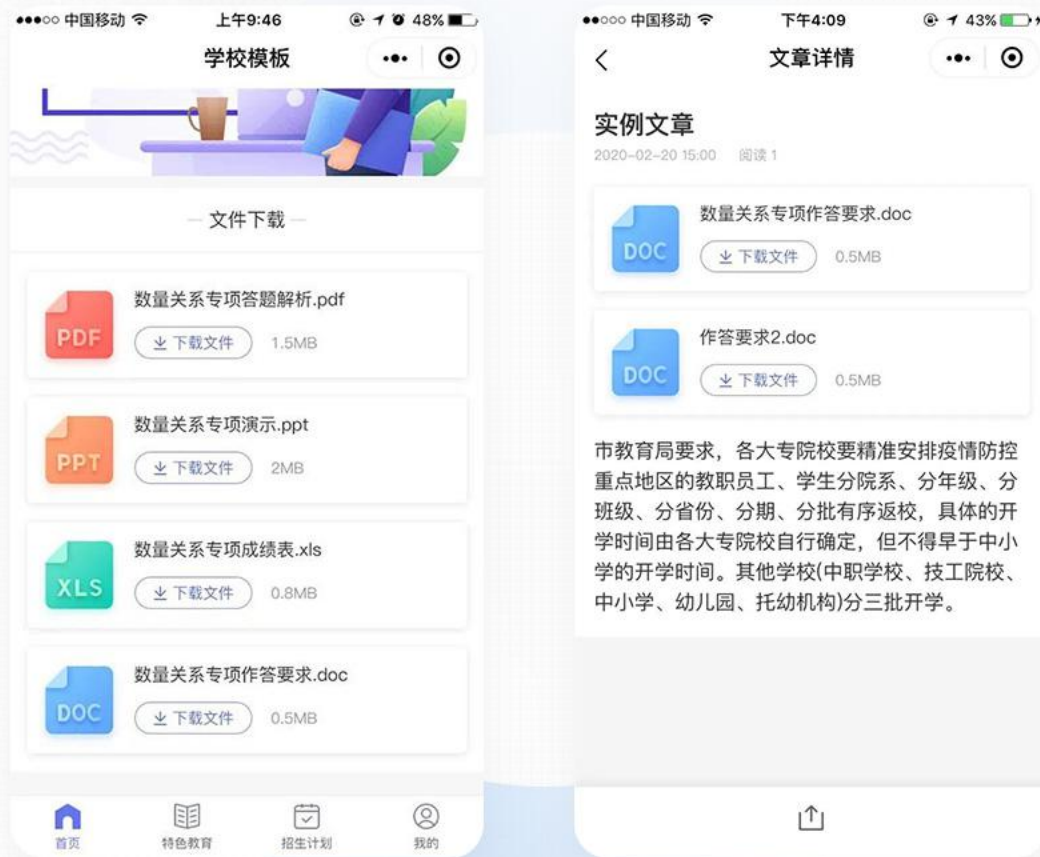 中国移动 上午9:46 48%
学校模板
文件下载
PDF
数量关系专项答题解析.pdf
下载文件 1.5MB
PPT
数量关系专项演示.ppt
下载文件 2MB
XLS
数量关系专项成绩表.xls
下载文件 0.8MB
DOC
数量关系专项作答要求.doc
下载文件 0.5MB
首页 特色教育 招生计划 我的
中国移动 下午4:09 43%
文章详情
实例文章
2020-02-20 15:00 阅读 1
DOC
数量关系专项作答要求.doc
下载文件 0.5MB
DOC
作答要求2.doc
下载文件 0.5MB
市教育局要求，各大专院校要精准安排疫情防控
重点地区的教职员工、学生分院系、分年级、分
班级、分省份、分期、分批有序返校，具体的开
学时间由各大专院校自行确定，但不得早于中小
学的开学时间。其他学校(中职学校、技工院校、
中小学、幼儿园、托幼机构)分三批开学。